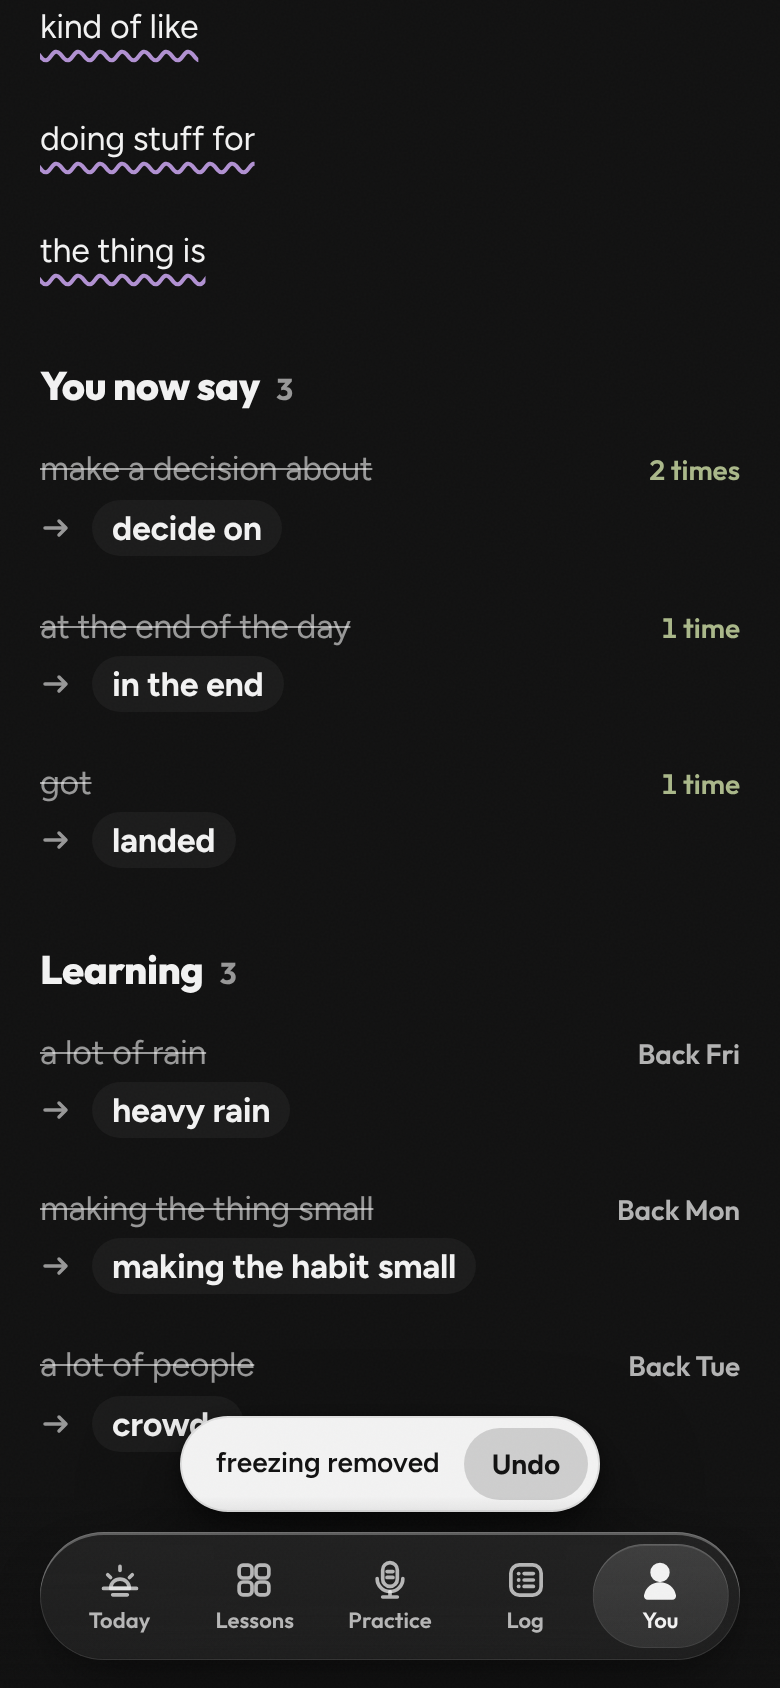 kind of like
doing stuff for
the thing is
You now say 3
make a decision about 2 times
→ decide on
at the end of the day 1 time
→ in the end
got 1 time
→ landed
Learning 3
a lot of rain Back Fri
→ heavy rain
making the thing small Back Mon
→ making the habit small
a lot of people Back Tue
→ crowd
freezing removed Undo
Today Lessons Practice Log You